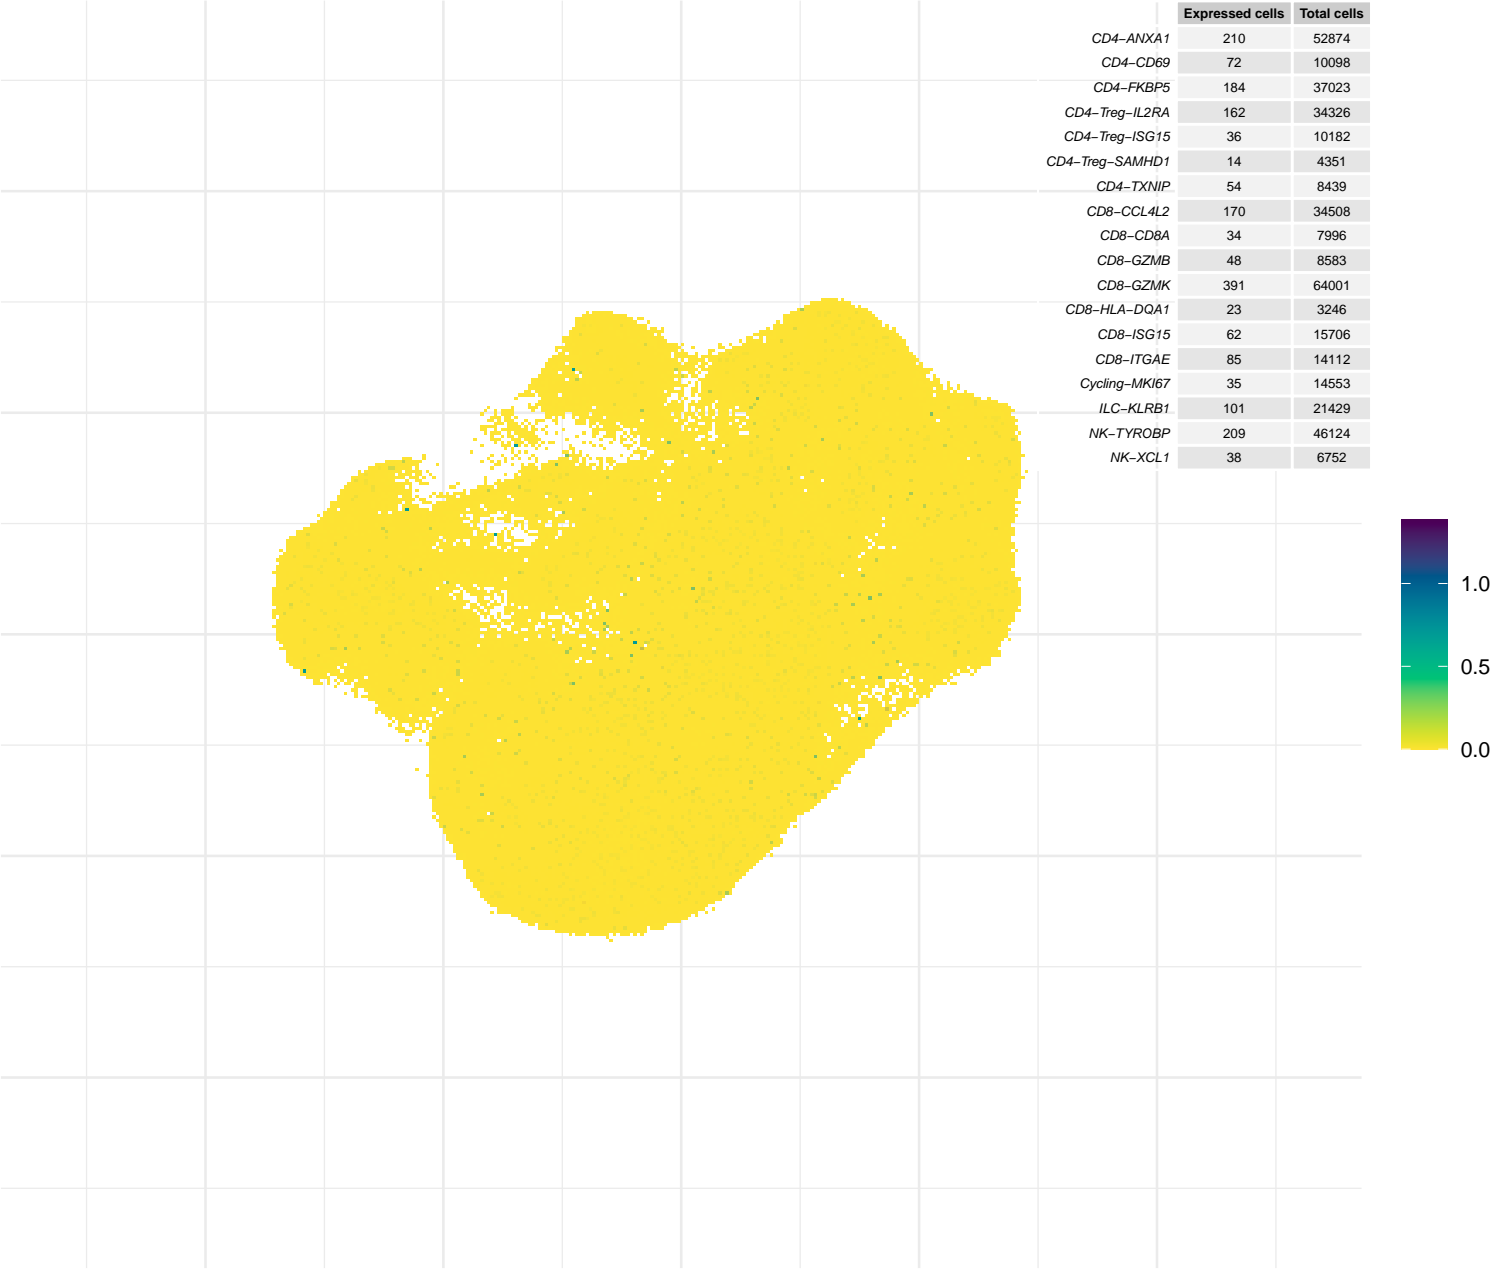 Expressed cells Total cells
CD4−ANXA1 210 52874
CD4−CD69 72 10098
CD4−FKBP5 184 37023
CD4−Treg−IL2RA 162 34326
CD4−Treg−ISG15 36 10182
CD4−Treg−SAMHD1 14 4351
CD4−TXNIP 54 8439
CD8−CCL4L2 170 34508
CD8−CD8A 34 7996
CD8−GZMB 48 8583
CD8−GZMK 391 64001
CD8−HLA−DQA1 23 3246
CD8−ISG15 62 15706
CD8−ITGAE 85 14112
Cycling−MKI67 35 14553
ILC−KLRB1 101 21429
NK−TYROBP 209 46124
NK−XCL1 38 6752
1.0
0.5
0.0